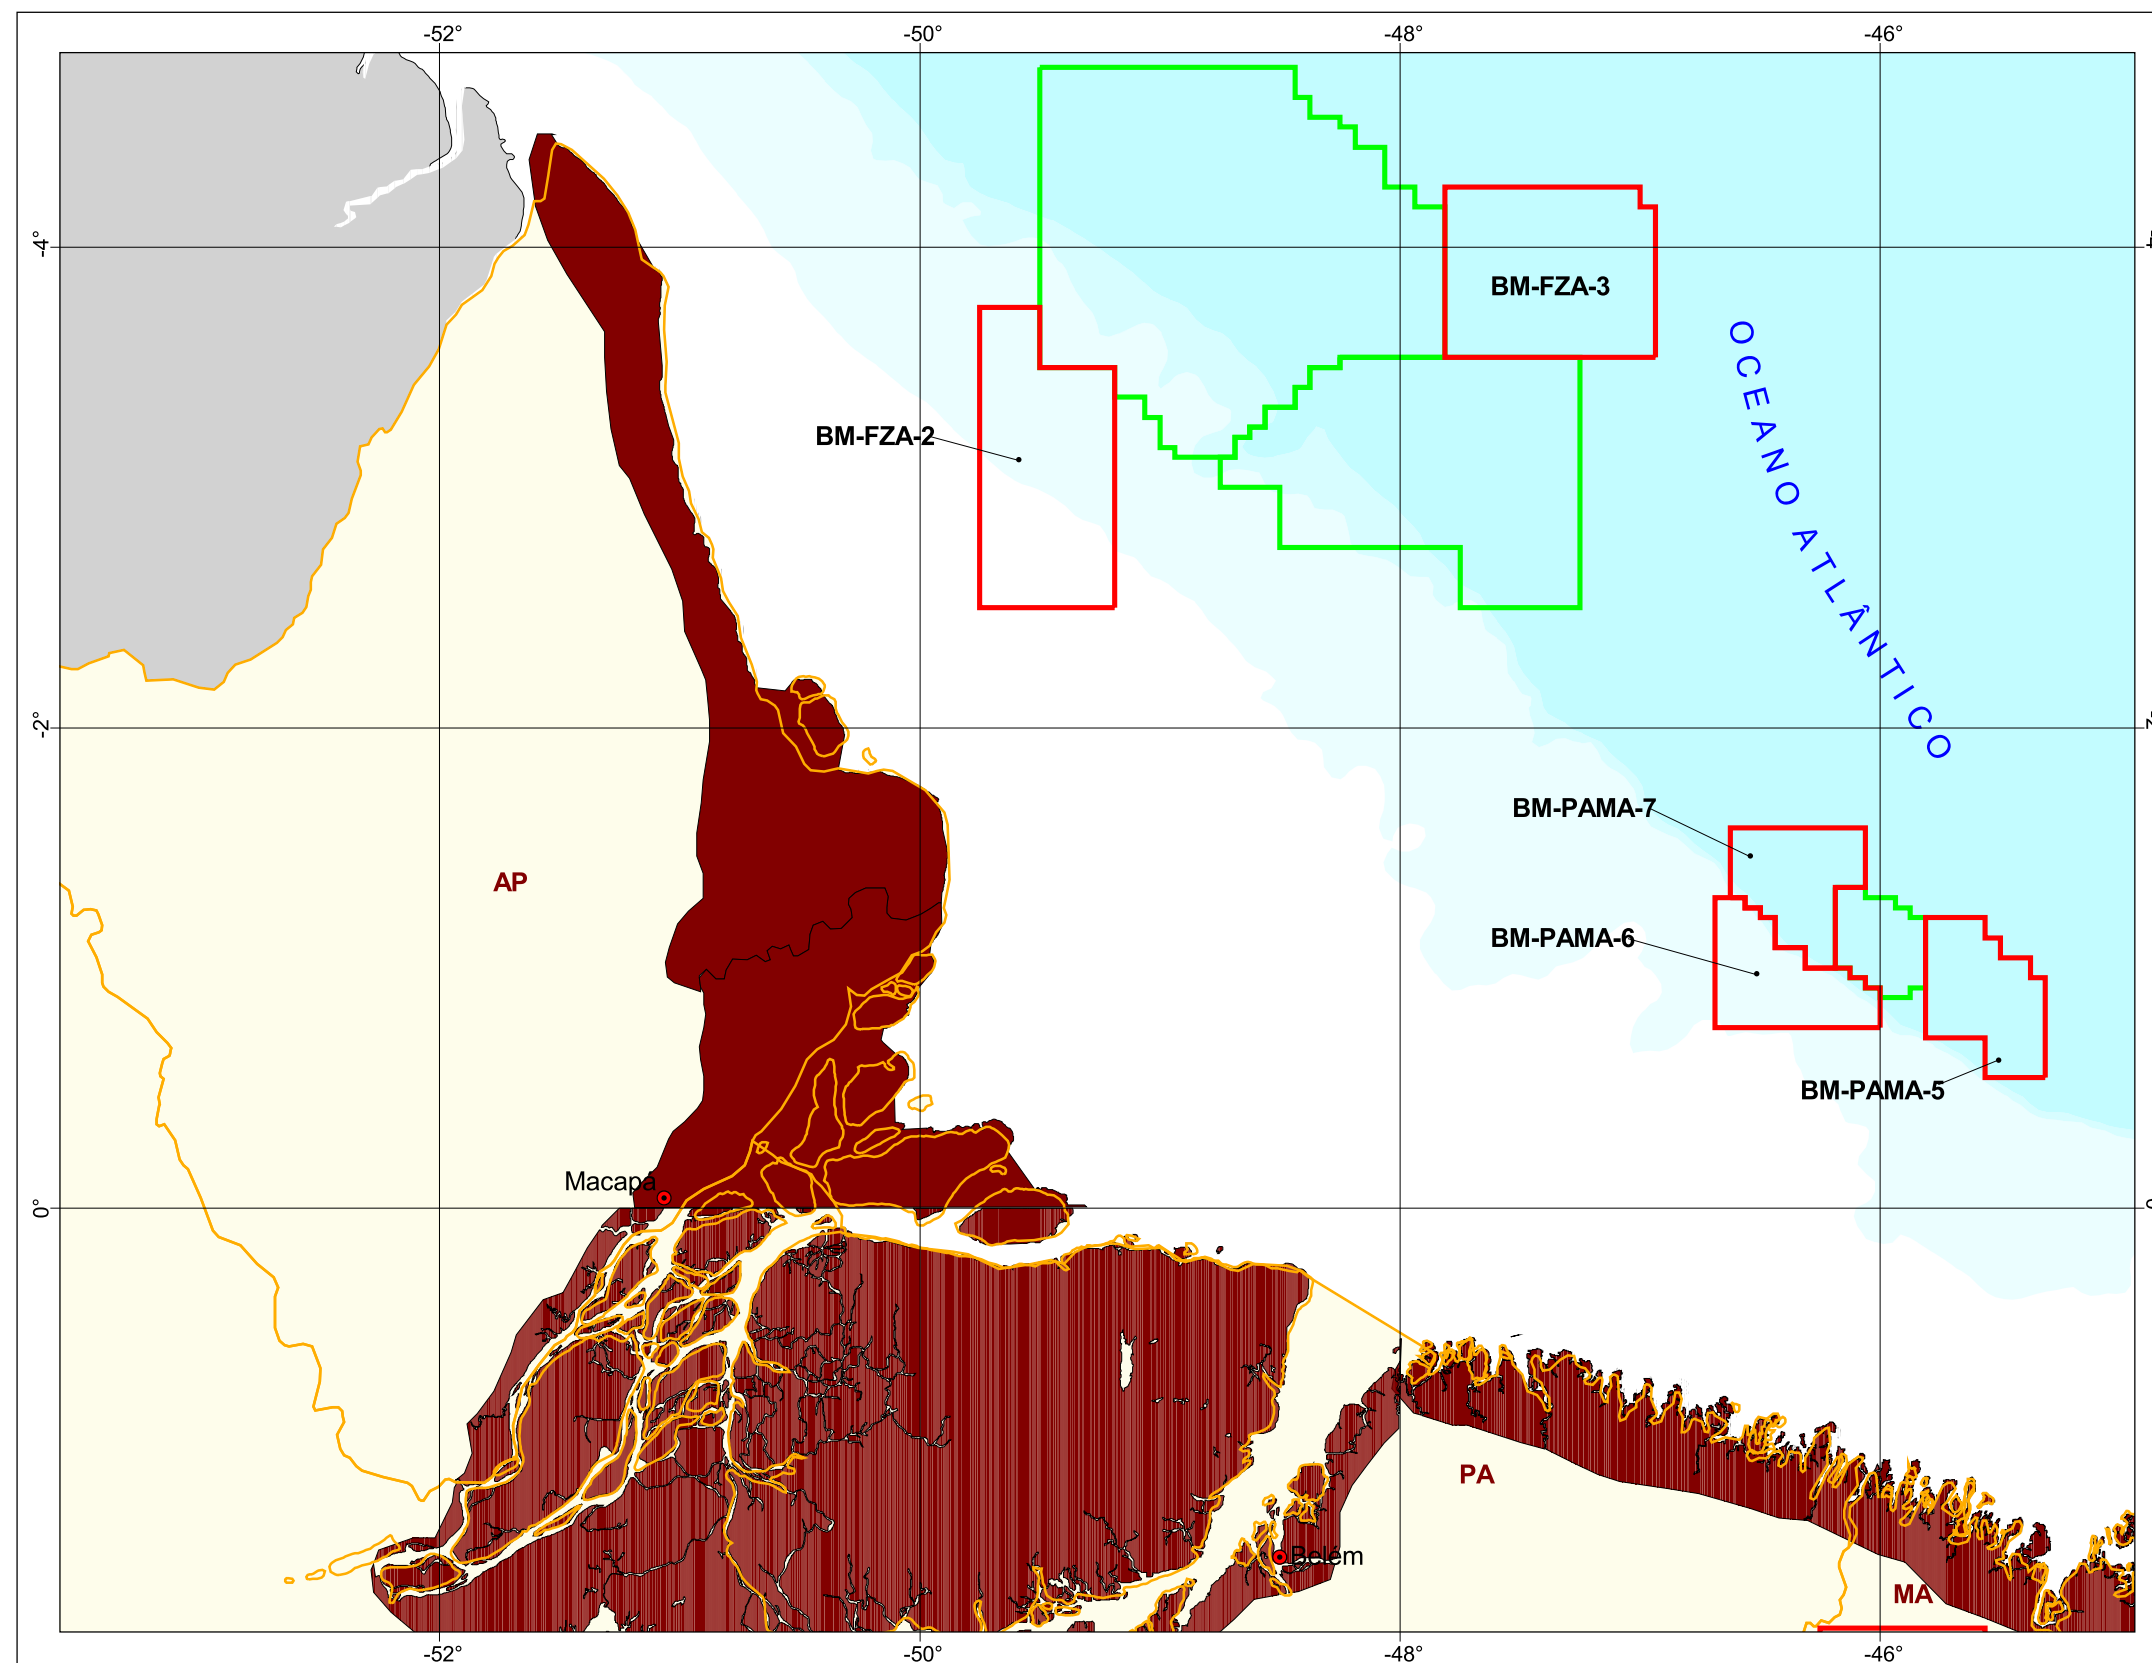 -52° -50° -48° -46°
-4°
BM-FZA-3
OCEANO ATLÂNTICO
BM-FZA-2
-2°
BM-PAMA-7
AP
BM-PAMA-6
BM-PAMA-5
Macapá
0°
PA
Belém
MA
-52° -50° -48° -46°